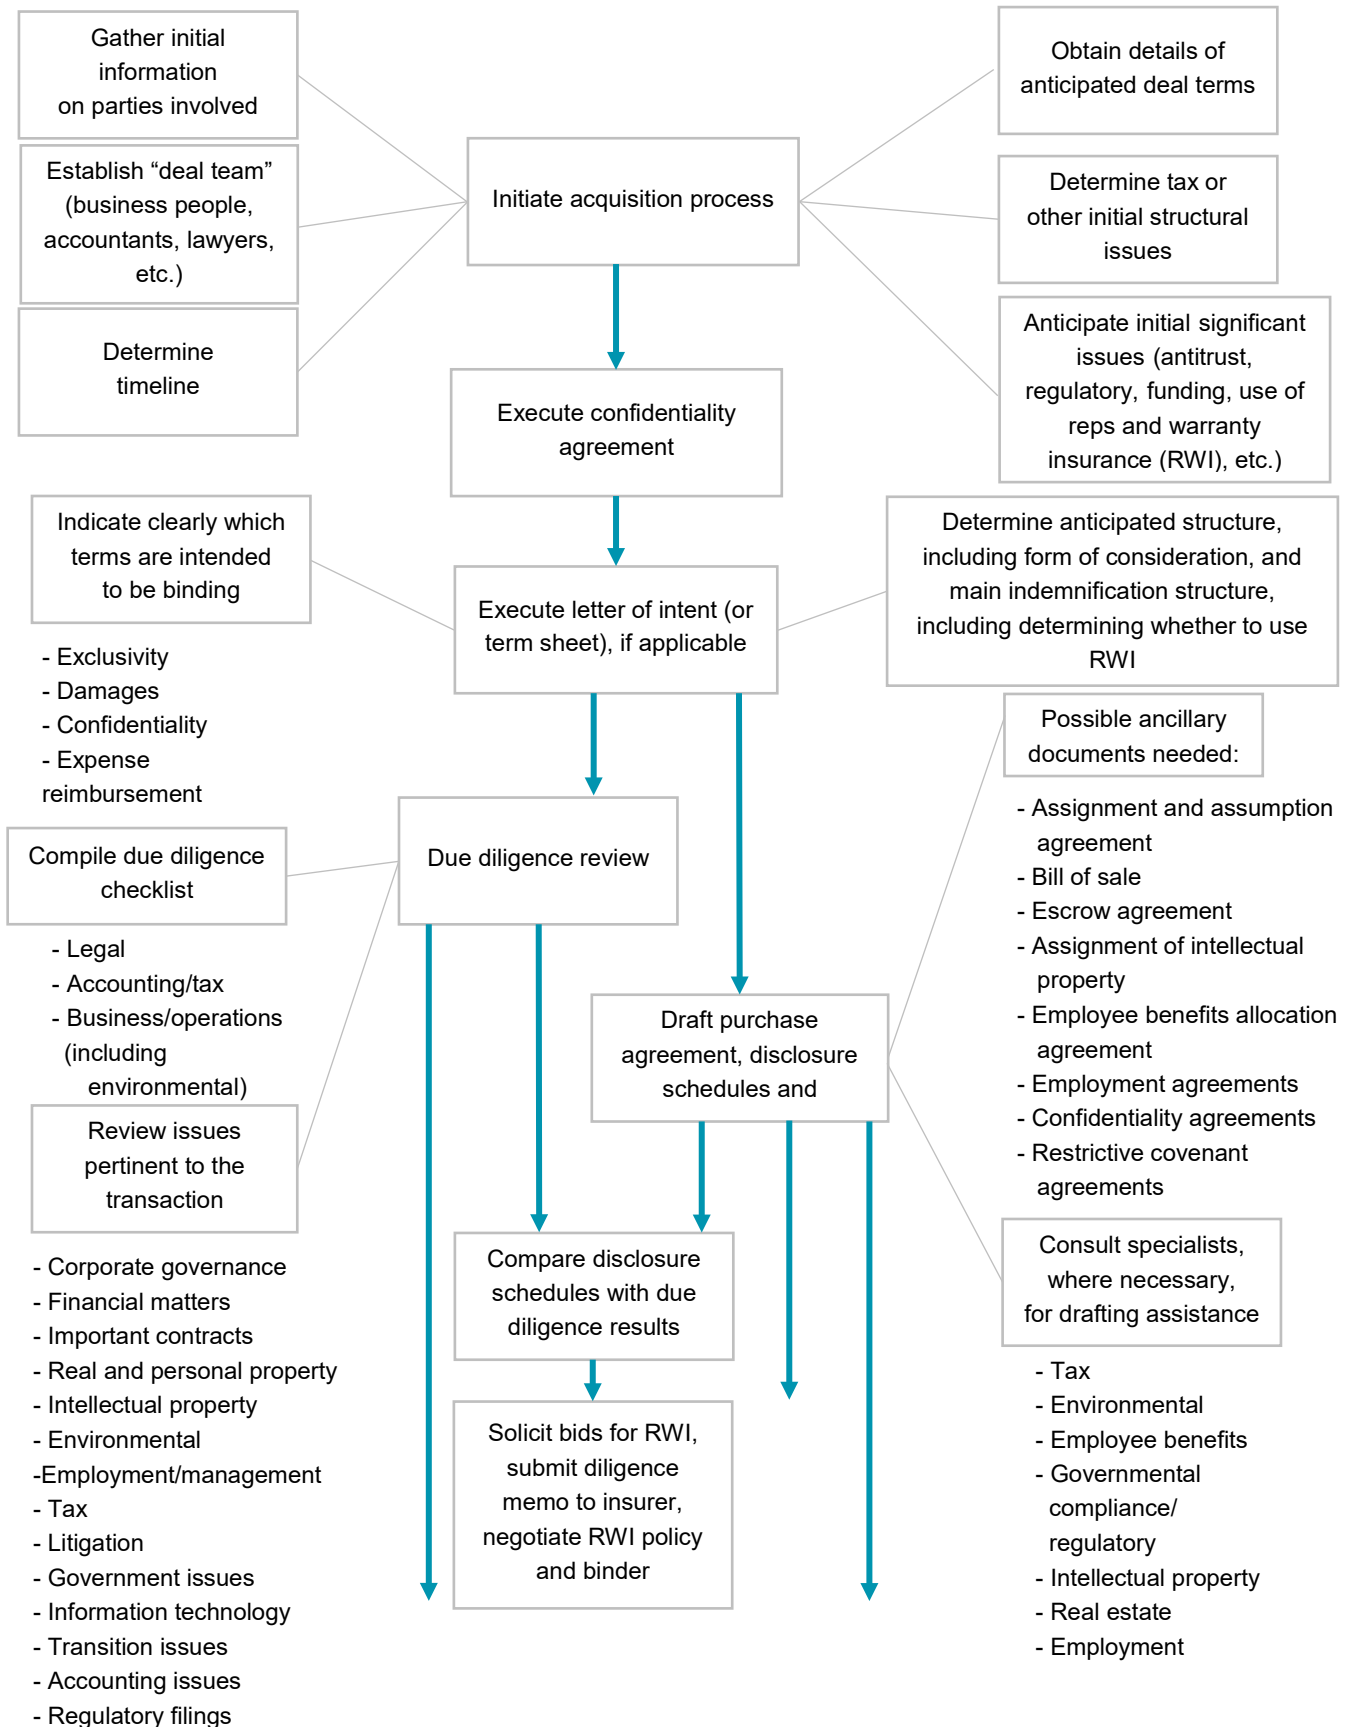 Gather initial
information
on parties involved
Obtain details of
anticipated deal terms
Establish “deal team”
(business people,
accountants, lawyers,
etc.)
Initiate acquisition process
Determine tax or
other initial structural
issues
Determine
timeline
Anticipate initial significant
issues (antitrust,
regulatory, funding, use of
reps and warranty
insurance (RWI), etc.)
Execute confidentiality
agreement
Indicate clearly which
terms are intended
to be binding
- Exclusivity
- Damages
- Confidentiality
- Expense
reimbursement
Execute letter of intent (or
term sheet), if applicable
Determine anticipated structure,
including form of consideration, and
main indemnification structure,
including determining whether to use
RWI
Possible ancillary
documents needed:
- Assignment and assumption
agreement
- Bill of sale
- Escrow agreement
- Assignment of intellectual
property
- Employee benefits allocation
agreement
- Employment agreements
- Confidentiality agreements
- Restrictive covenant
agreements
Compile due diligence
checklist
- Legal
- Accounting/tax
- Business/operations
(including
environmental)
Due diligence review
Draft purchase
agreement, disclosure
schedules and
Review issues
pertinent to the
transaction
- Corporate governance
- Financial matters
- Important contracts
- Real and personal property
- Intellectual property
- Environmental
-Employment/management
- Tax
- Litigation
- Government issues
- Information technology
- Transition issues
- Accounting issues
- Regulatory filings
Compare disclosure
schedules with due
diligence results
Solicit bids for RWI,
submit diligence
memo to insurer,
negotiate RWI policy
and binder
Consult specialists,
where necessary,
for drafting assistance
- Tax
- Environmental
- Employee benefits
- Governmental
compliance/
regulatory
- Intellectual property
- Real estate
- Employment